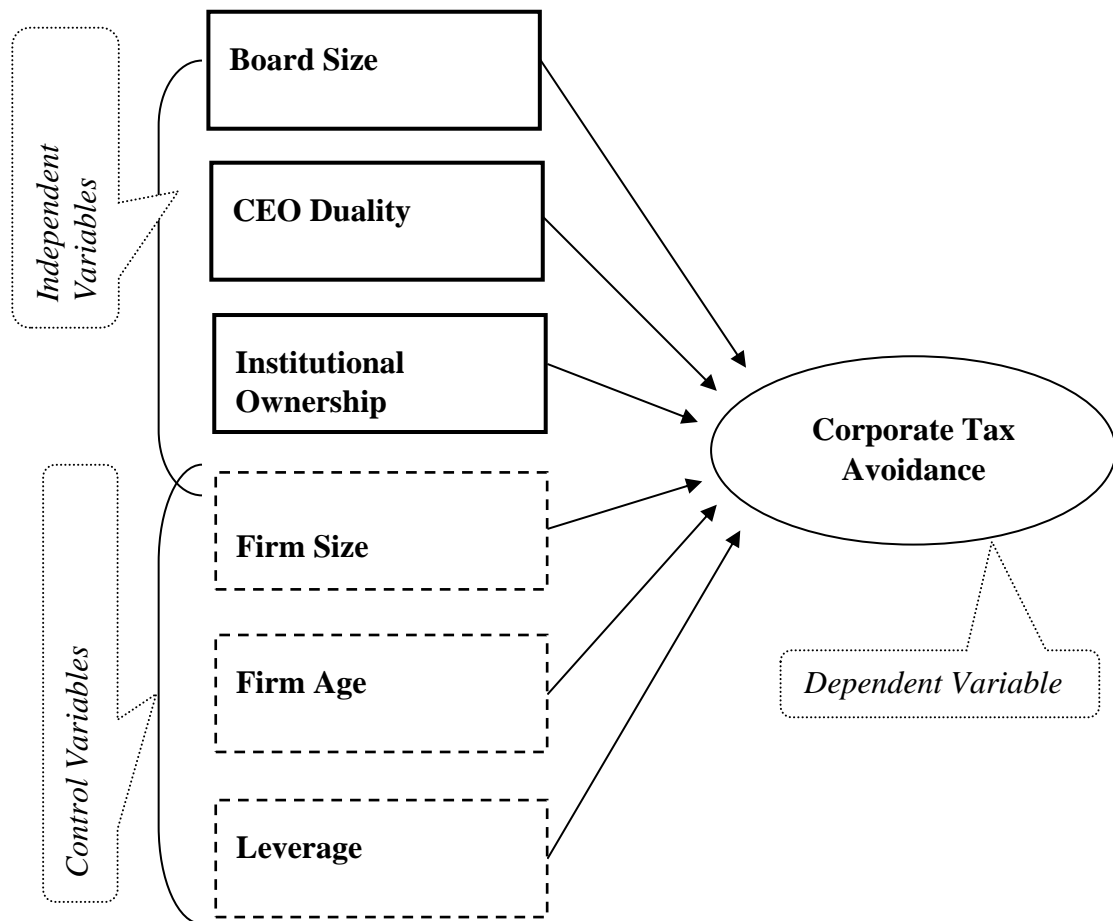 Board Size
CEO Duality
Institutional
Ownership
Firm Size
Firm Age
Leverage
Independent
Variables
Control Variables
Corporate Tax
Avoidance
Dependent Variable